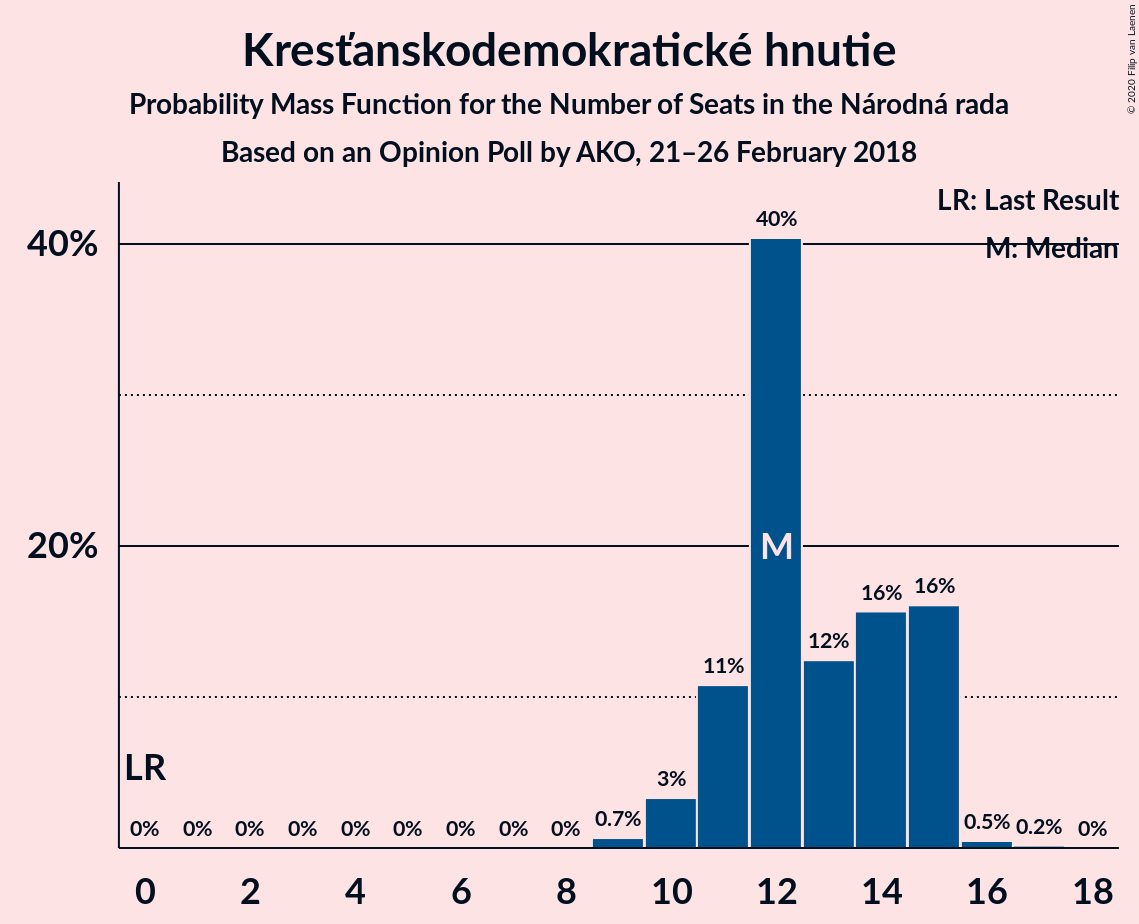 Kresťanskodemokratické hnutie
Probability Mass Function for the Number of Seats in the Národná rada
Based on an Opinion Poll by AKO, 21–26 February 2018
© 2020 Filip van Laenen
LR: Last Result
M: Median
40%
20%
40%
M
16%
16%
12%
11%
LR
3%
0% 0% 0% 0% 0% 0% 0% 0% 0% 0.7% 0.5% 0.2% 0%
0 2 4 6 8 10 12 14 16 18